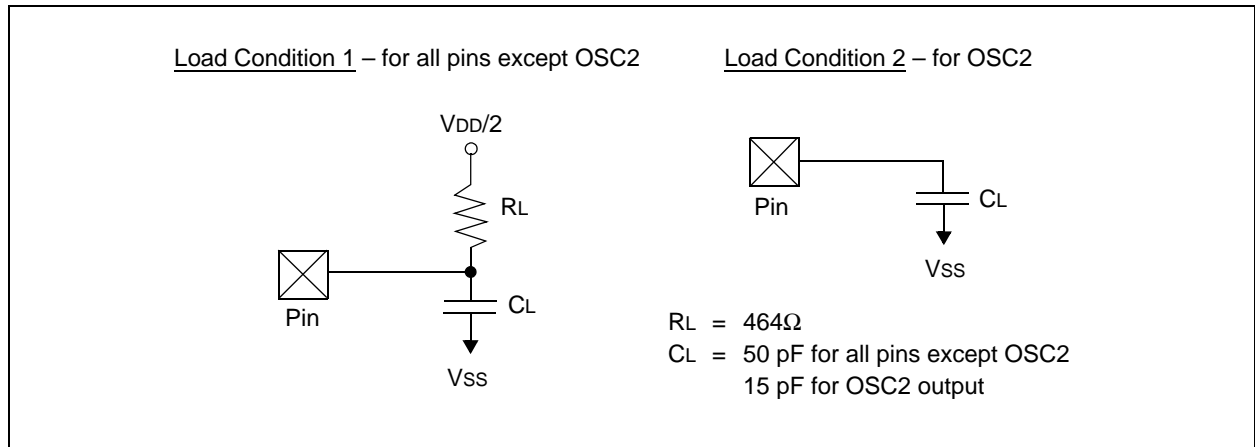 Load Condition 1 – for all pins except OSC2
Load Condition 2 – for OSC2
VDD/2
RL
Pin
CL
VSS
Pin
CL
VSS
RL = 464Ω
CL = 50 pF for all pins except OSC2
15 pF for OSC2 output